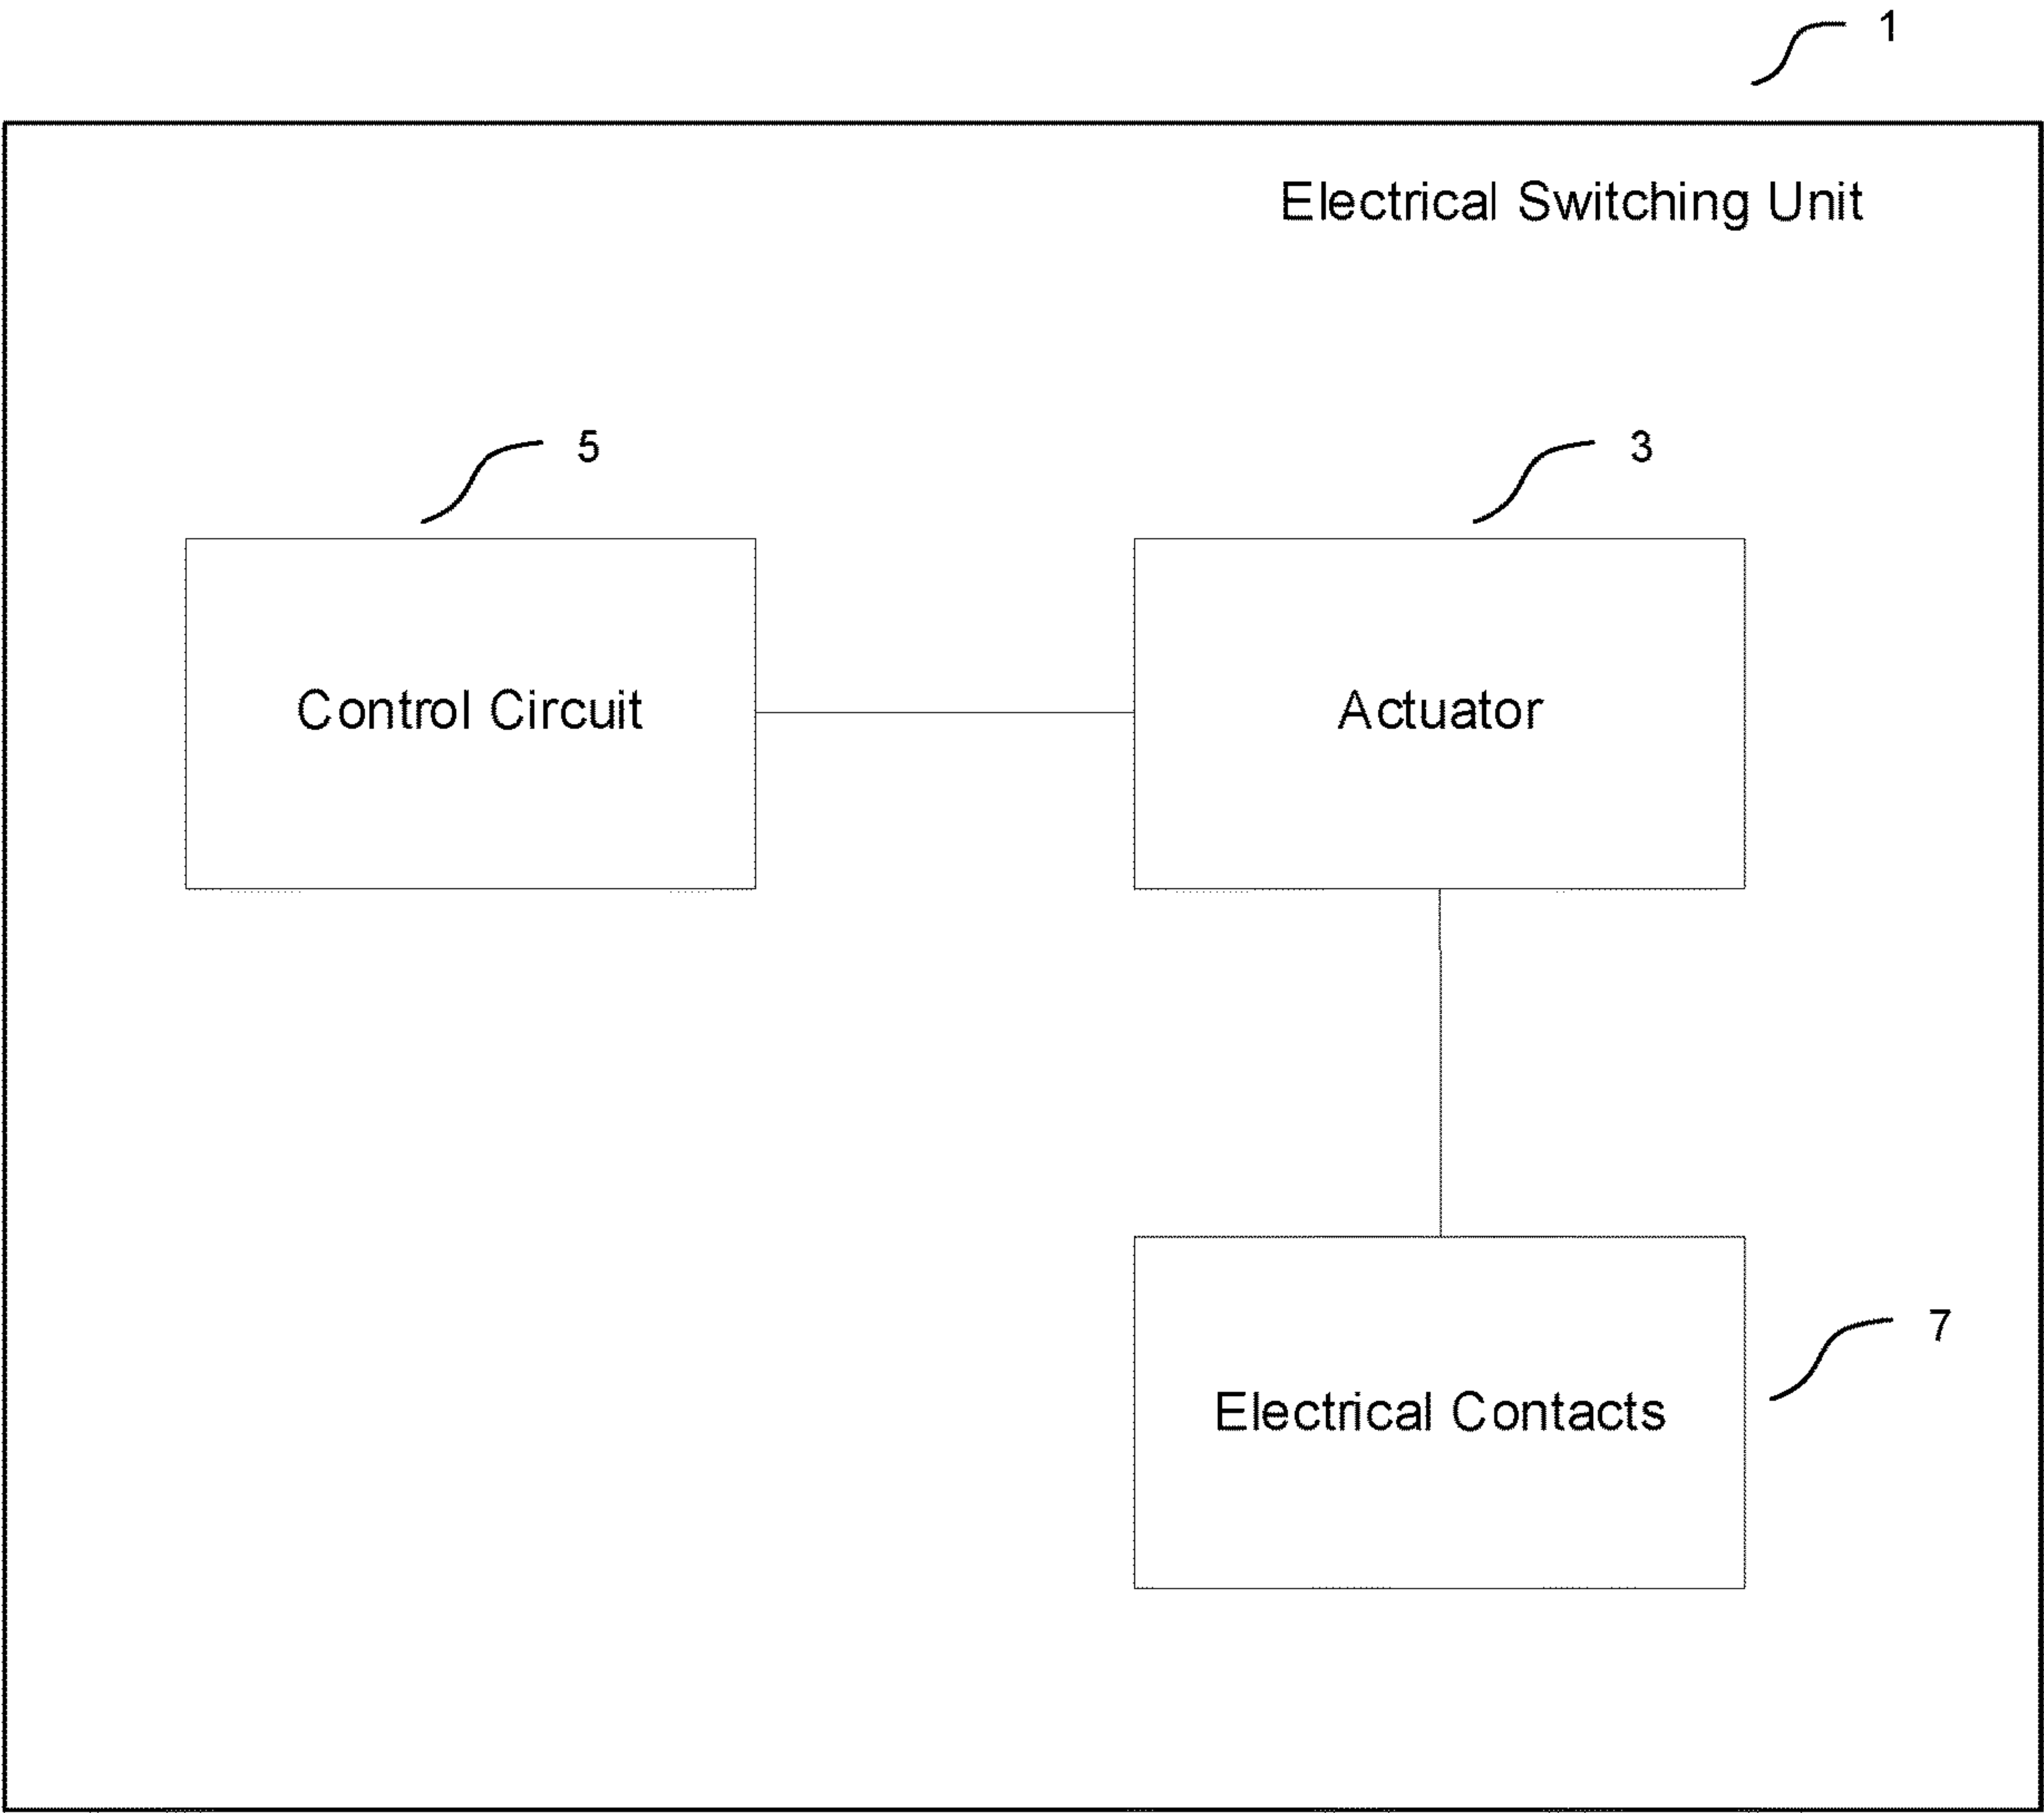 1
Electrical Switching Unit
5
3
Control Circuit
Actuator
7
Electrical Contacts